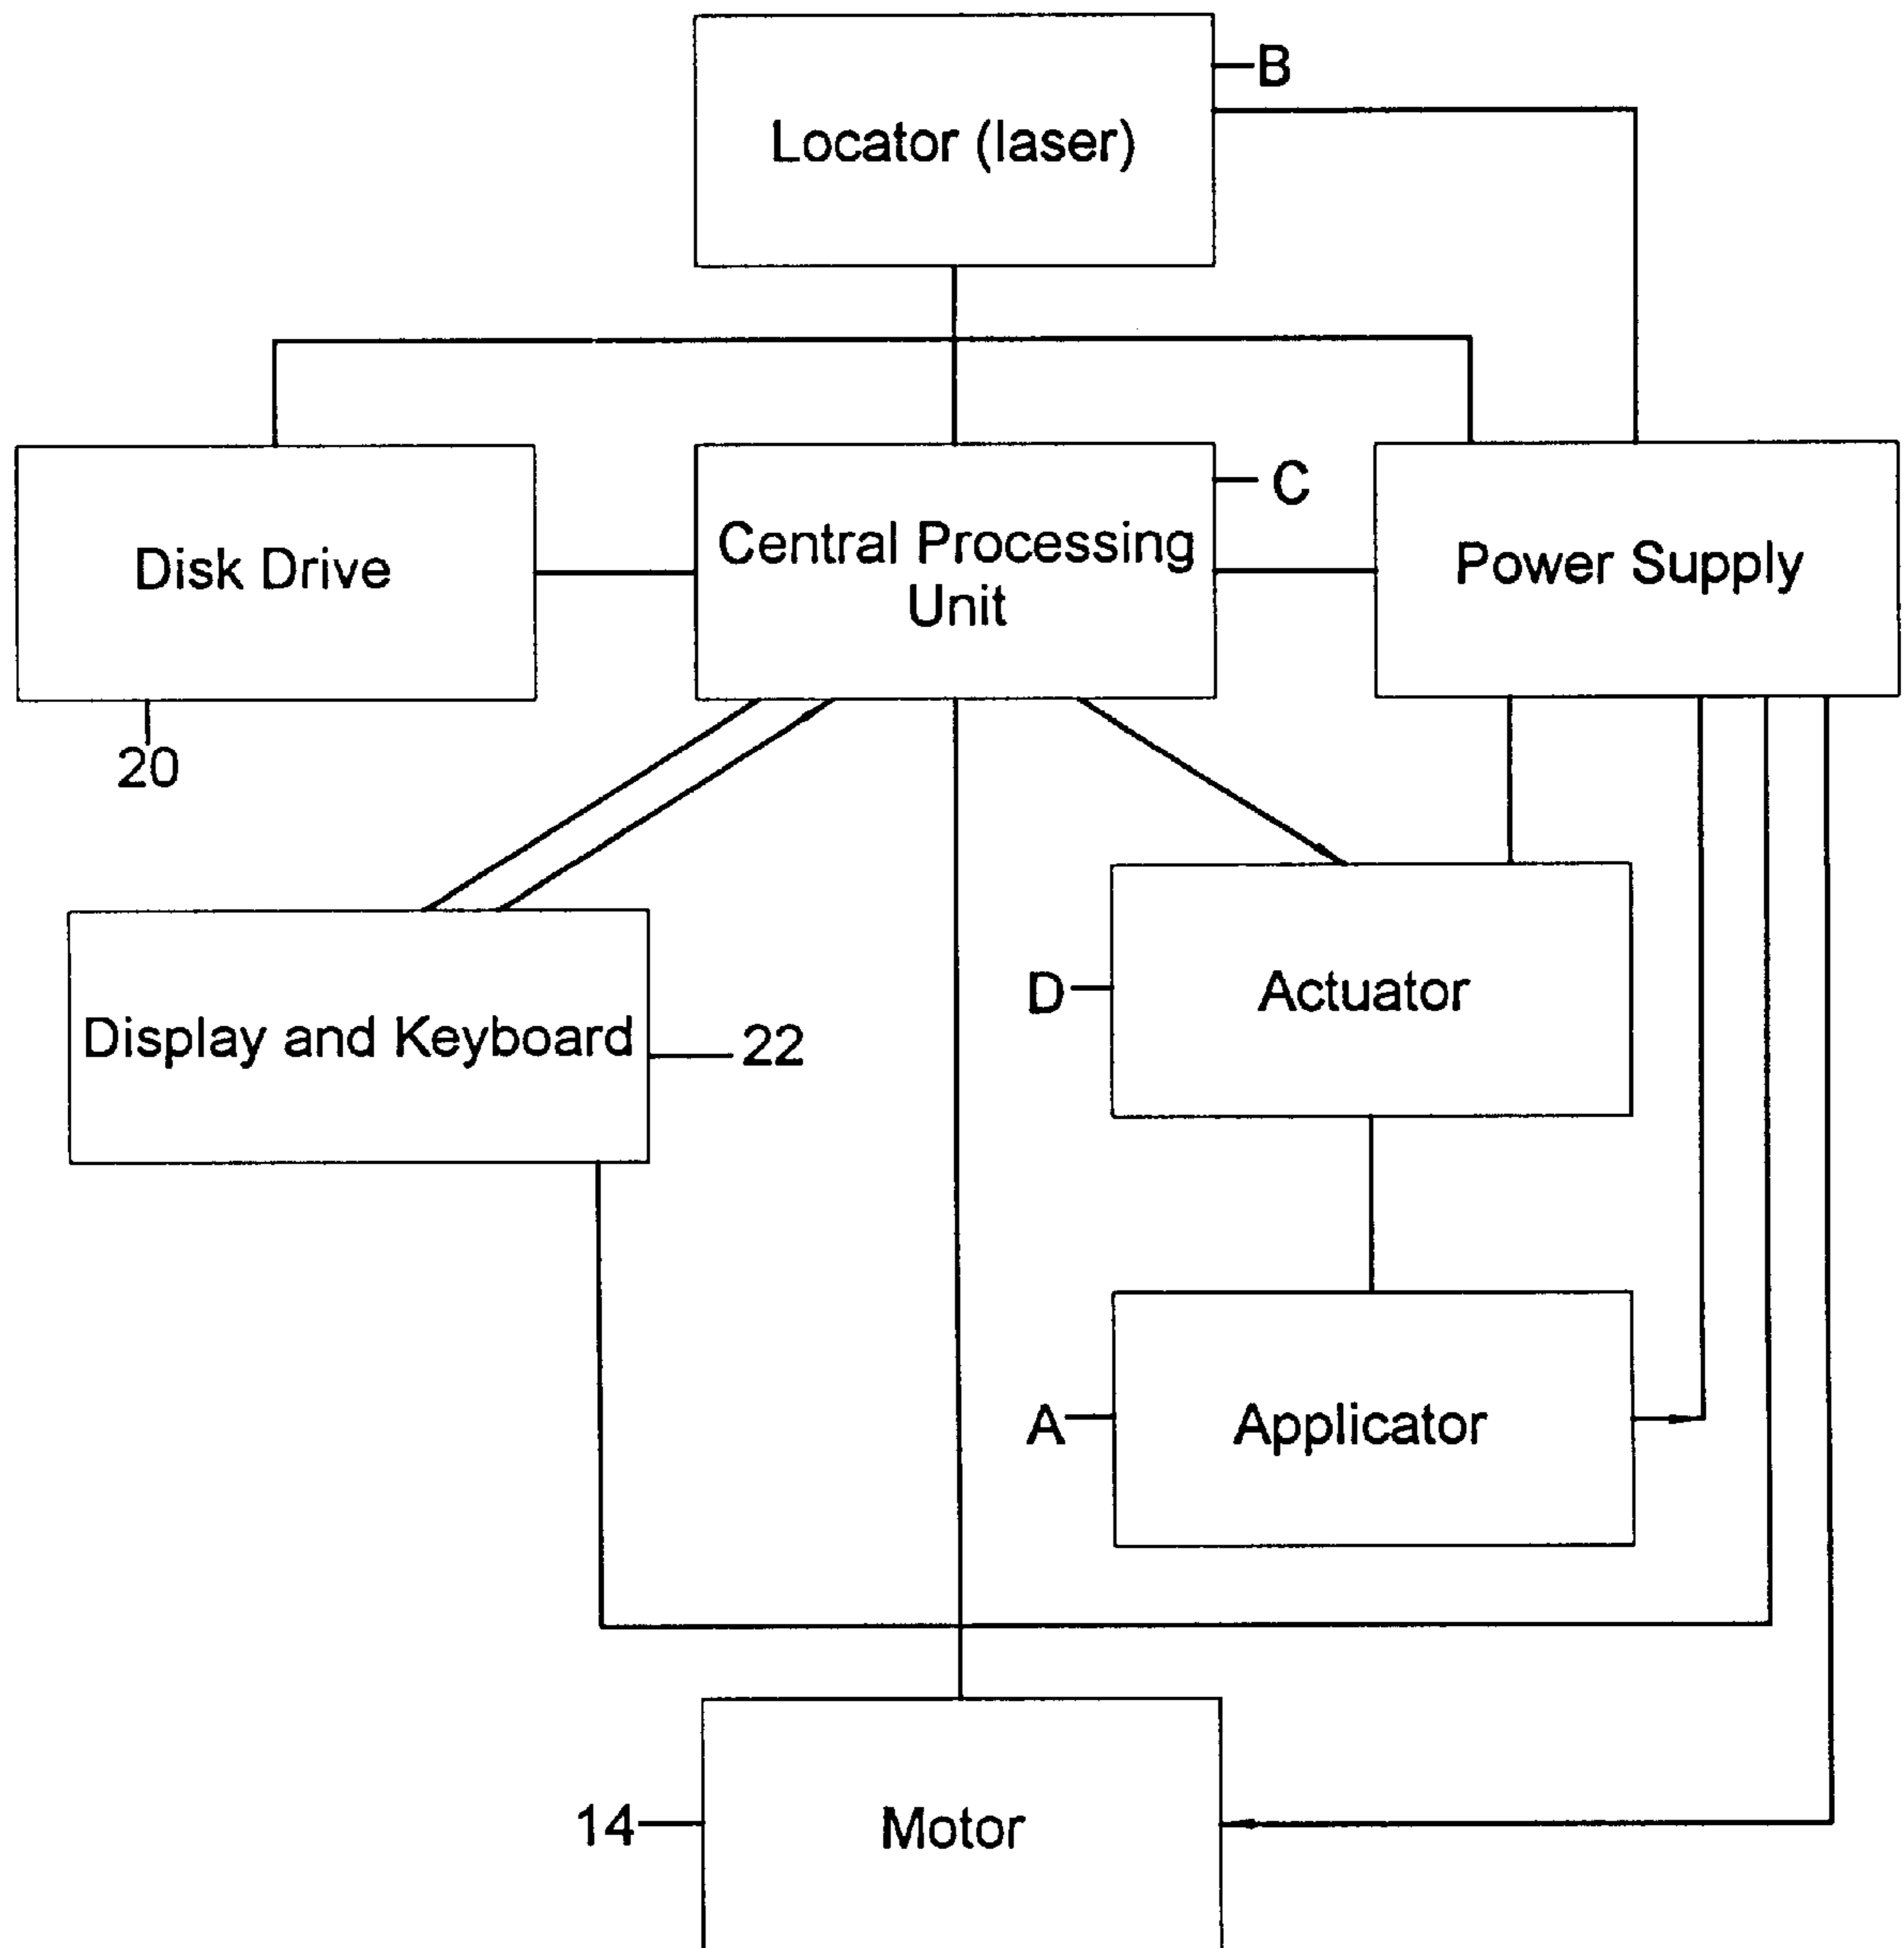 B
Locator (laser)
C
Disk Drive
Central Processing
Unit
Power Supply
20
D
Actuator
Display and Keyboard
22
A
Applicator
14
Motor